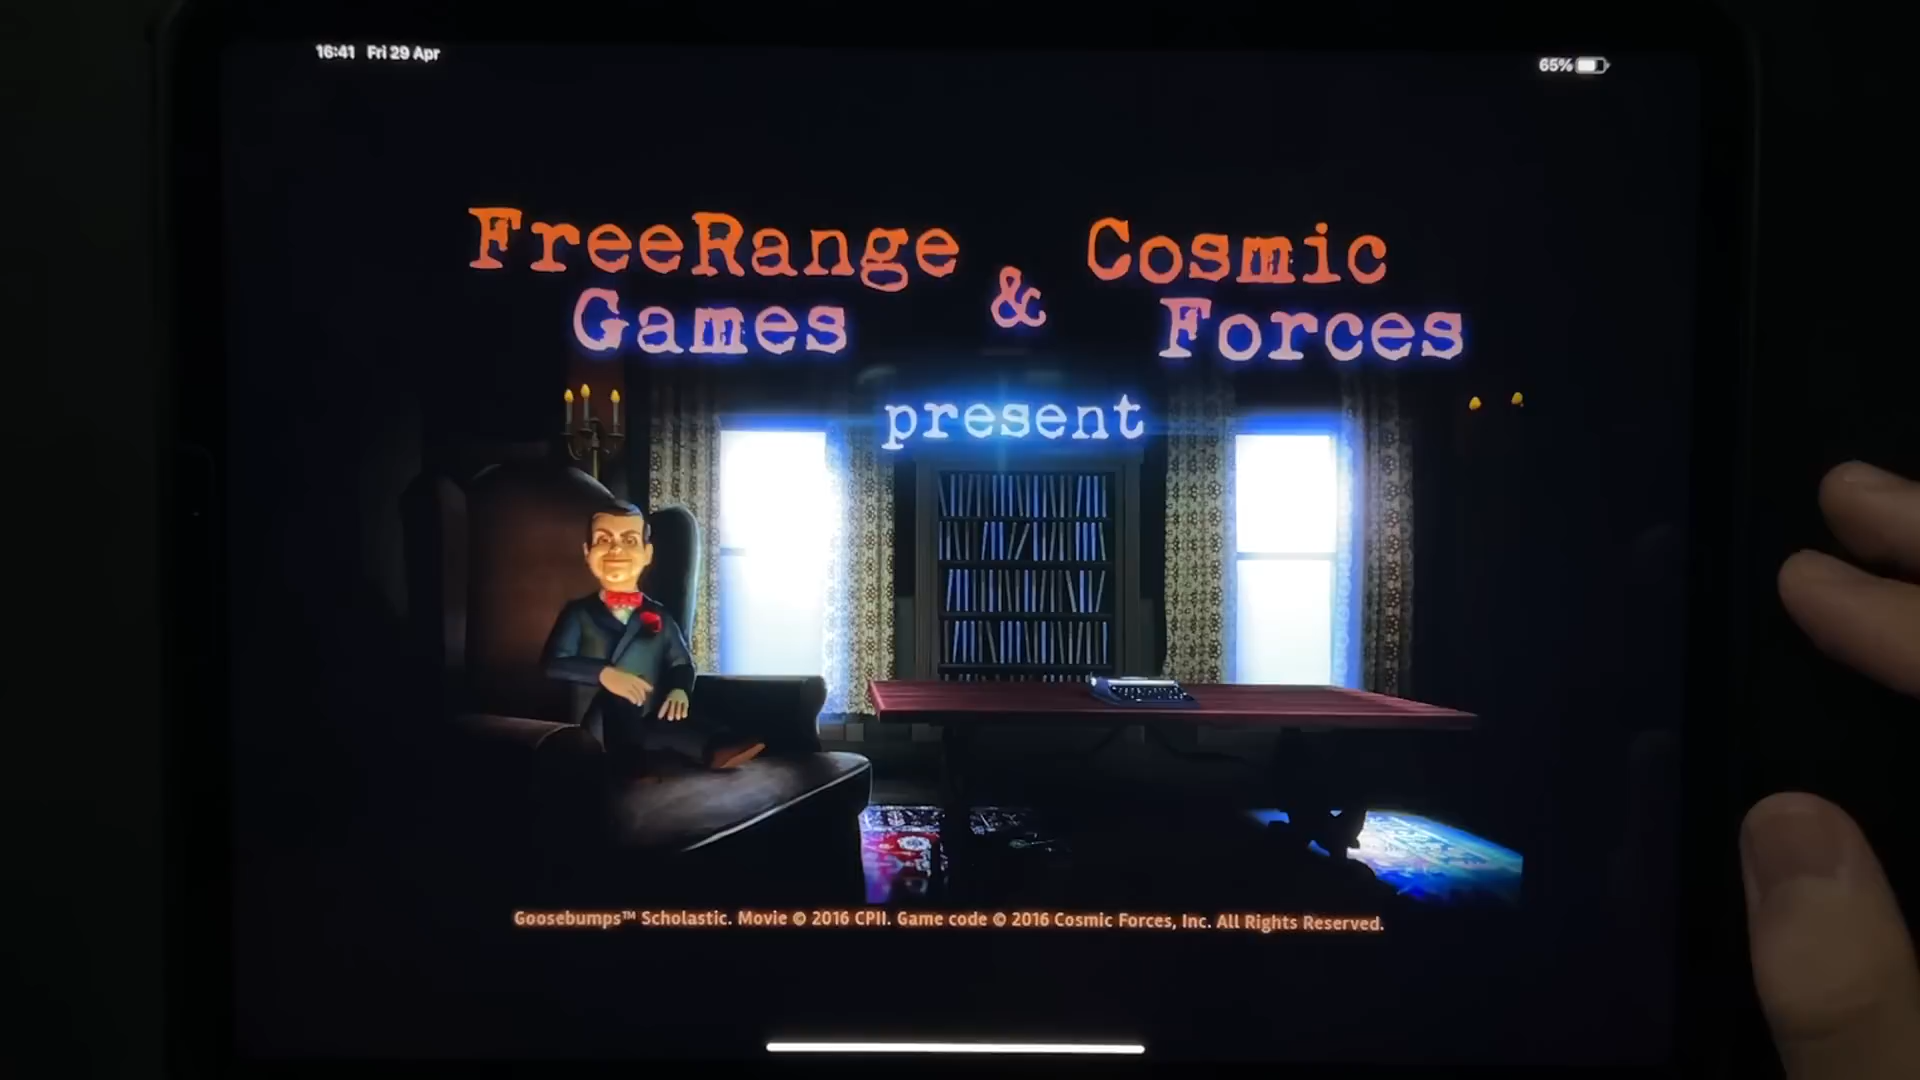 16:41 Fri 29 Apr
65%
FreeRange
Games
&
Cosmic
Forces
present
Goosebumps™ Scholastic. Movie © 2016 CPII. Game code © 2016 Cosmic Forces, Inc. All Rights Reserved.